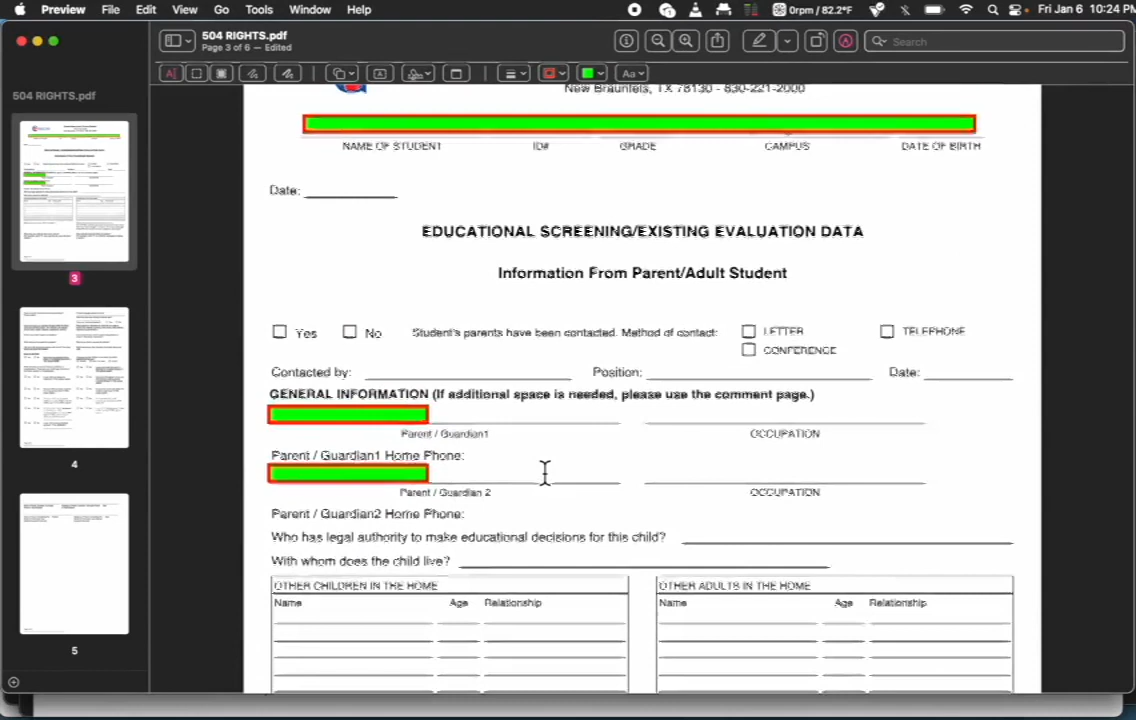 Preview File Edit View Go Tools Window Help 0rpm / 82.2°F Fri Jan 6 10:24 PM
504 RIGHTS.pdf
Page 3 of 6 — Edited
Search
Aa
504 RIGHTS.pdf
3
4
5
New Braunfels, TX 78130 - 830-221-2000
NAME OF STUDENT ID# GRADE CAMPUS DATE OF BIRTH
Date:
EDUCATIONAL SCREENING/EXISTING EVALUATION DATA
Information From Parent/Adult Student
Yes No Student's parents have been contacted. Method of contact: LETTER TELEPHONE
CONFERENCE
Contacted by: Position: Date:
GENERAL INFORMATION (If additional space is needed, please use the comment page.)
Parent / Guardian1 OCCUPATION
Parent / Guardian1 Home Phone:
Parent / Guardian 2 OCCUPATION
Parent / Guardian2 Home Phone:
Who has legal authority to make educational decisions for this child?
With whom does the child live?
OTHER CHILDREN IN THE HOME OTHER ADULTS IN THE HOME
Name Age Relationship Name Age Relationship